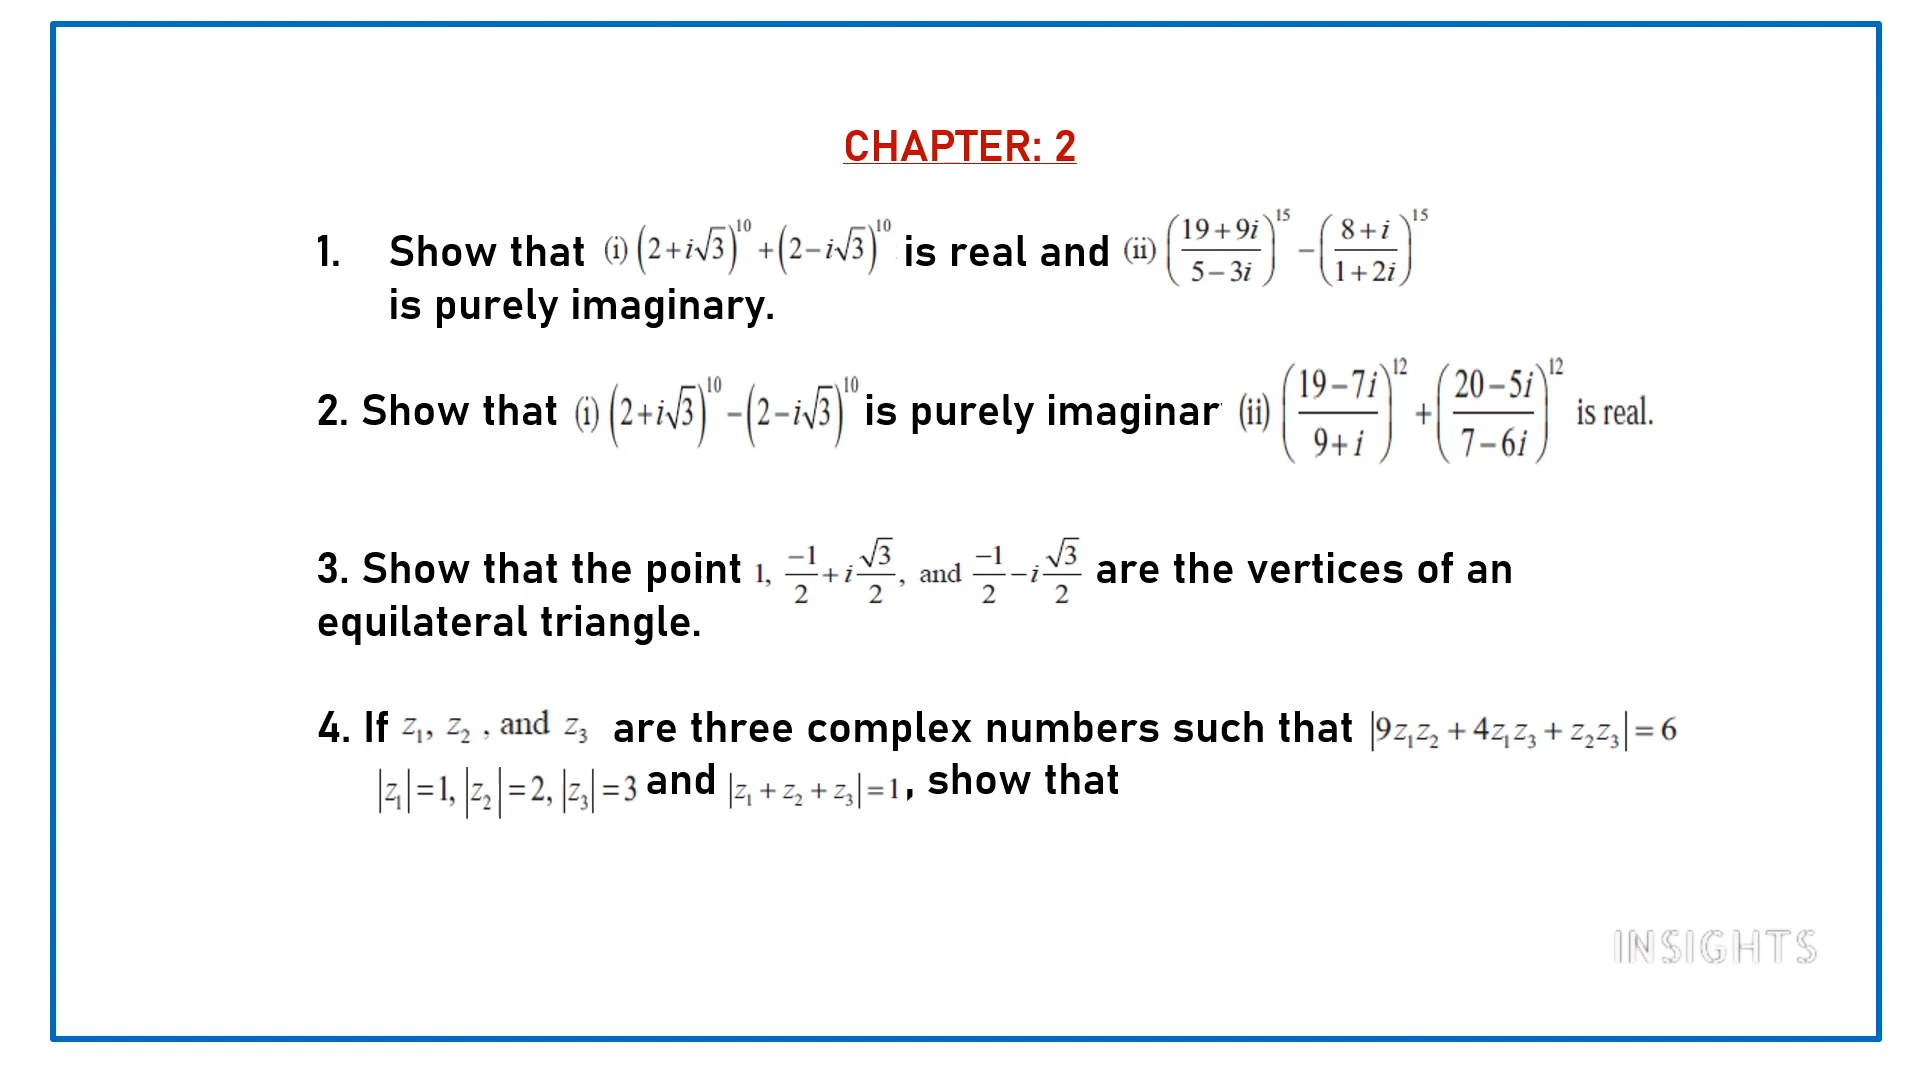 CHAPTER: 2
1. Show that (i) (2+i√3)^10 + (2−i√3)^10 is real and (ii) ((19+9i)/(5−3i))^15 − ((8+i)/(1+2i))^15
is purely imaginary.
2. Show that (i) (2+i√3)^10 − (2−i√3)^10 is purely imaginar (ii) ((19−7i)/(9+i))^12 + ((20−5i)/(7−6i))^12 is real.
3. Show that the point 1, −1/2 + i√3/2, and −1/2 − i√3/2 are the vertices of an
equilateral triangle.
4. If z₁, z₂ , and z₃ are three complex numbers such that |9z₁z₂ + 4z₁z₃ + z₂z₃| = 6
|z₁| = 1, |z₂| = 2, |z₃| = 3 and |z₁ + z₂ + z₃| = 1, show that
INSIGHTS